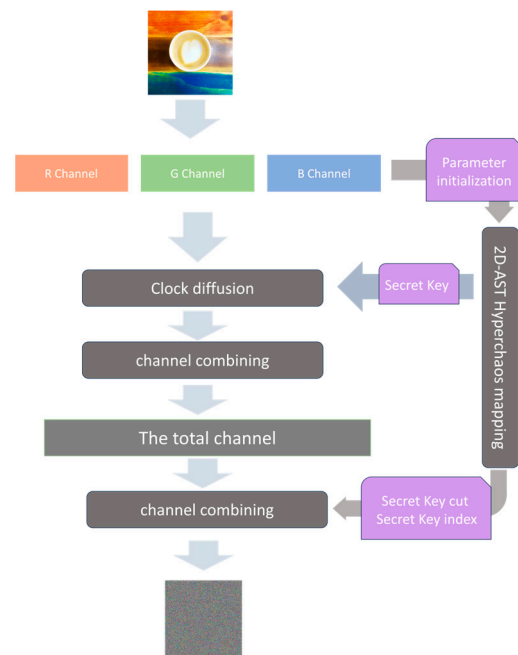 R Channel
G Channel
B Channel
Parameter
initialization
2D-AST Hyperchaos mapping
Secret Key
Clock diffusion
channel combining
The total channel
channel combining
Secret Key cut
Secret Key index